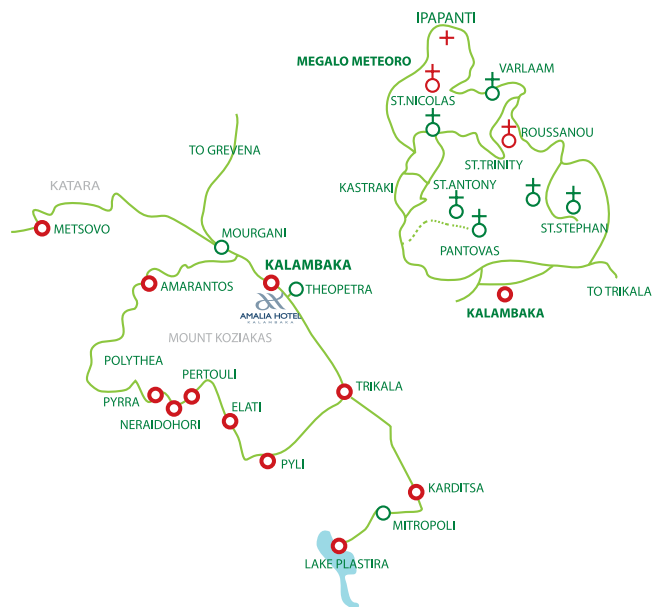 IPAPANTI
MEGALO METEORO
VARLAAM
ST.NICOLAS
ROUSSANOU
TO GREVENA
ST.TRINITY
KATARA
KASTRAKI
ST.ANTONY
METSOVO
MOURGANI
ST.STEPHAN
PANTOVAS
KALAMBAKA
AMARANTOS
THEOPETRA
TO TRIKALA
AMALIA HOTEL
KALAMBAKA
KALAMBAKA
MOUNT KOZIAKAS
POLYTHEA
PERTOULI
PYRRA
ELATI
TRIKALA
NERAIDOHORI
PYLI
KARDITSA
MITROPOLI
LAKE PLASTIRA